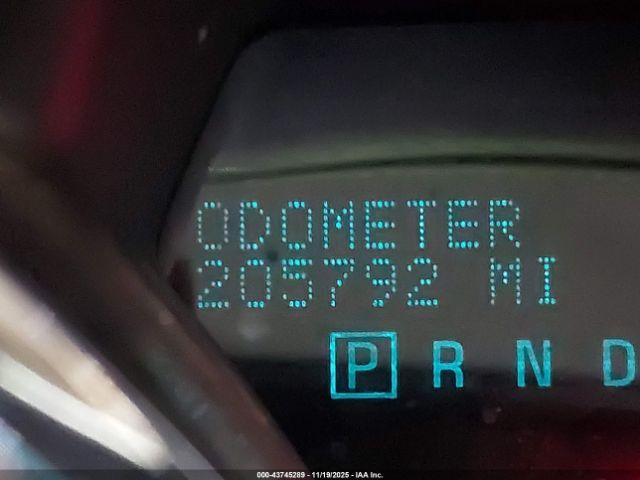 ODOMETER
205792 MI
P R N D
000-43745289 - 11/19/2025 - IAA Inc.